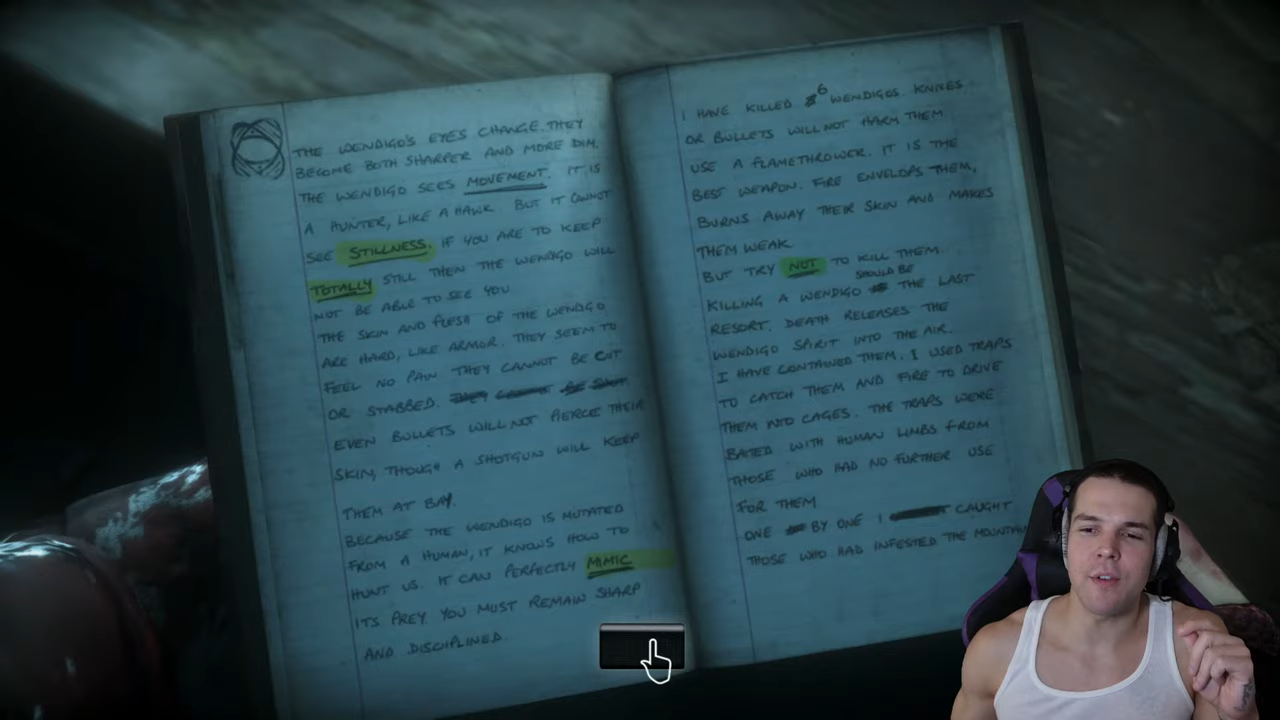 THE WENDIGO'S EYES CHANGE. THEY
BECOME BOTH SHARPER AND MORE DIM.
THE WENDIGO SEES MOVEMENT. IT IS
A HUNTER, LIKE A HAWK. BUT IT CANNOT
SEE STILLNESS. IF YOU ARE TO KEEP
TOTALLY STILL THEN THE WENDIGO WILL
NOT BE ABLE TO SEE YOU
THE SKIN AND FLESH OF THE WENDIGO
ARE HARD, LIKE ARMOR. THEY SEEM TO
FEEL NO PAIN. THEY CANNOT BE CUT
OR STABBED. THEY CANNOT BE SHOT
EVEN BULLETS WILL NOT PIERCE THEIR
SKIN, THOUGH A SHOTGUN WILL KEEP
THEM AT BAY.
BECAUSE THE WENDIGO IS MUTATED
FROM A HUMAN, IT KNOWS HOW TO
HUNT US. IT CAN PERFECTLY MIMIC
ITS PREY. YOU MUST REMAIN SHARP
AND DISCIPLINED.
I HAVE KILLED 6 WENDIGOS. KNIVES
OR BULLETS WILL NOT HARM THEM.
USE A FLAMETHROWER. IT IS THE
BEST WEAPON. FIRE ENVELOPS THEM,
BURNS AWAY THEIR SKIN AND MAKES
THEM WEAK.
BUT TRY NOT TO KILL THEM.
KILLING A WENDIGO SHOULD BE THE LAST
RESORT. DEATH RELEASES THE
WENDIGO SPIRIT INTO THE AIR.
I HAVE CONTAINED THEM. I USED TRAPS
TO CATCH THEM AND FIRE TO DRIVE
THEM INTO CAGES. THE TRAPS WERE
BAITED WITH HUMAN LIMBS FROM
THOSE WHO HAD NO FURTHER USE
FOR THEM
ONE BY ONE I CAUGHT
THOSE WHO HAD INFESTED THE MOUNTAIN